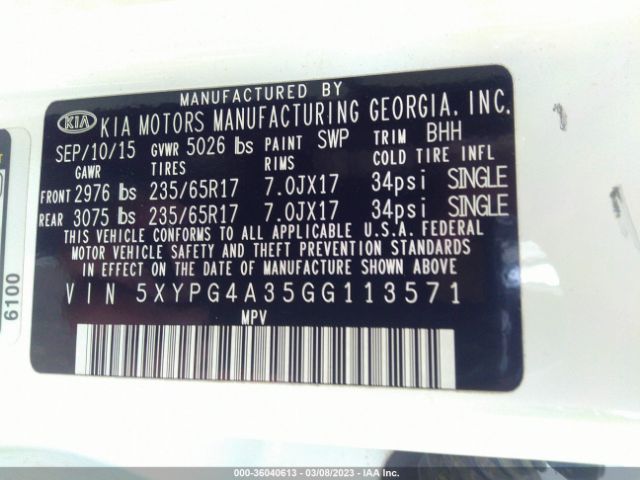 MANUFACTURED BY
KIA KIA MOTORS MANUFACTURING GEORGIA, INC.
SEP/10/15 GVWR 5026 lbs PAINT SWP TRIM BHH
GAWR TIRES RIMS COLD TIRE INFL
FRONT 2976 lbs 235/65R17 7.0JX17 34psi SINGLE
REAR 3075 lbs 235/65R17 7.0JX17 34psi SINGLE
THIS VEHICLE CONFORMS TO ALL APPLICABLE U.S.A. FEDERAL
MOTOR VEHICLE SAFETY AND THEFT PREVENTION STANDARDS
IN EFFECT ON THE DATE OF MANUFACTURE SHOWN ABOVE
VIN 5XYPG4A35GG113571
MPV
6100
000-36040613 - 03/08/2023 - IAA Inc.